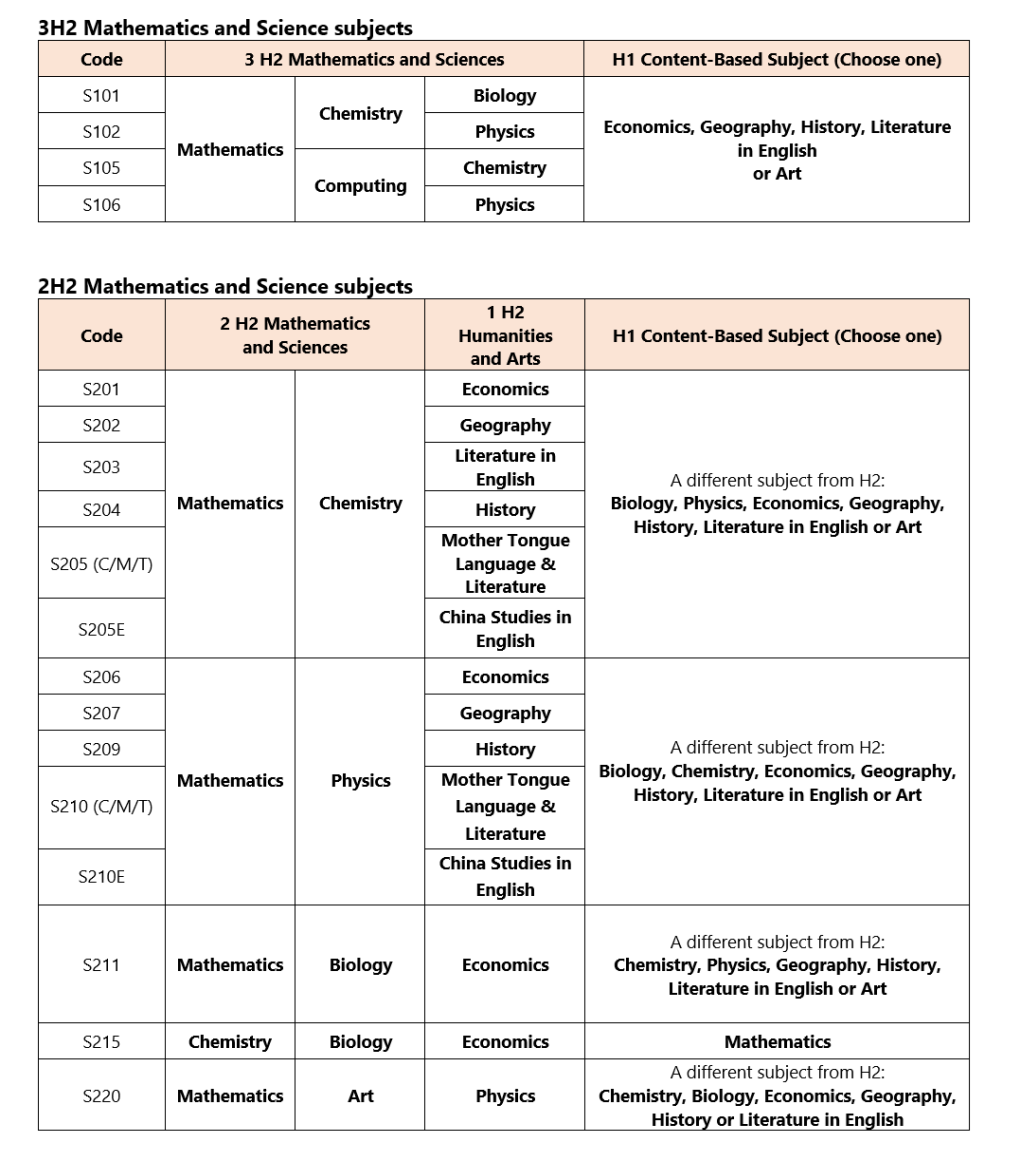 3H2 Mathematics and Science subjects
Code
3 H2 Mathematics and Sciences
H1 Content-Based Subject (Choose one)
S101
Mathematics
Chemistry
Biology
Economics, Geography, History, Literature
in English
or Art
S102
Physics
S105
Computing
Chemistry
S106
Physics
2H2 Mathematics and Science subjects
Code
2 H2 Mathematics
and Sciences
1 H2
Humanities
and Arts
H1 Content-Based Subject (Choose one)
S201
Mathematics
Chemistry
Economics
A different subject from H2:
Biology, Physics, Economics, Geography,
History, Literature in English or Art
S202
Geography
S203
Literature in
English
S204
History
S205 (C/M/T)
Mother Tongue
Language &
Literature
S205E
China Studies in
English
S206
Mathematics
Physics
Economics
A different subject from H2:
Biology, Chemistry, Economics, Geography,
History, Literature in English or Art
S207
Geography
S209
History
S210 (C/M/T)
Mother Tongue
Language &
Literature
S210E
China Studies in
English
S211
Mathematics
Biology
Economics
A different subject from H2:
Chemistry, Physics, Geography, History,
Literature in English or Art
S215
Chemistry
Biology
Economics
Mathematics
S220
Mathematics
Art
Physics
A different subject from H2:
Chemistry, Biology, Economics, Geography,
History or Literature in English